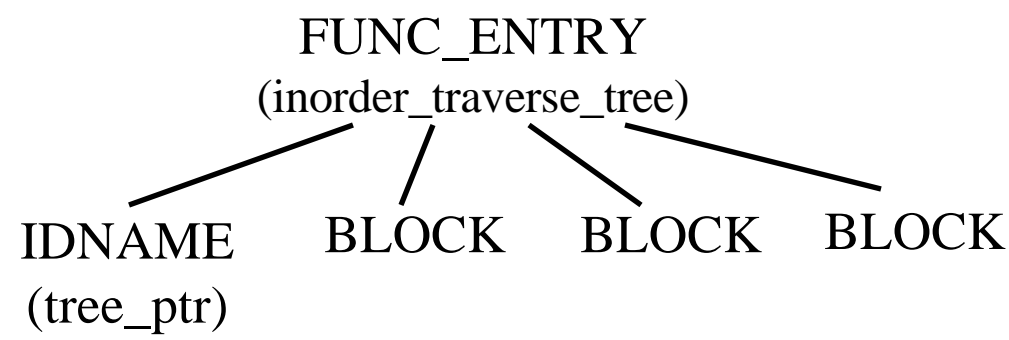 FUNC_ENTRY
(inorder_traverse_tree)
IDNAME BLOCK BLOCK BLOCK
(tree_ptr)